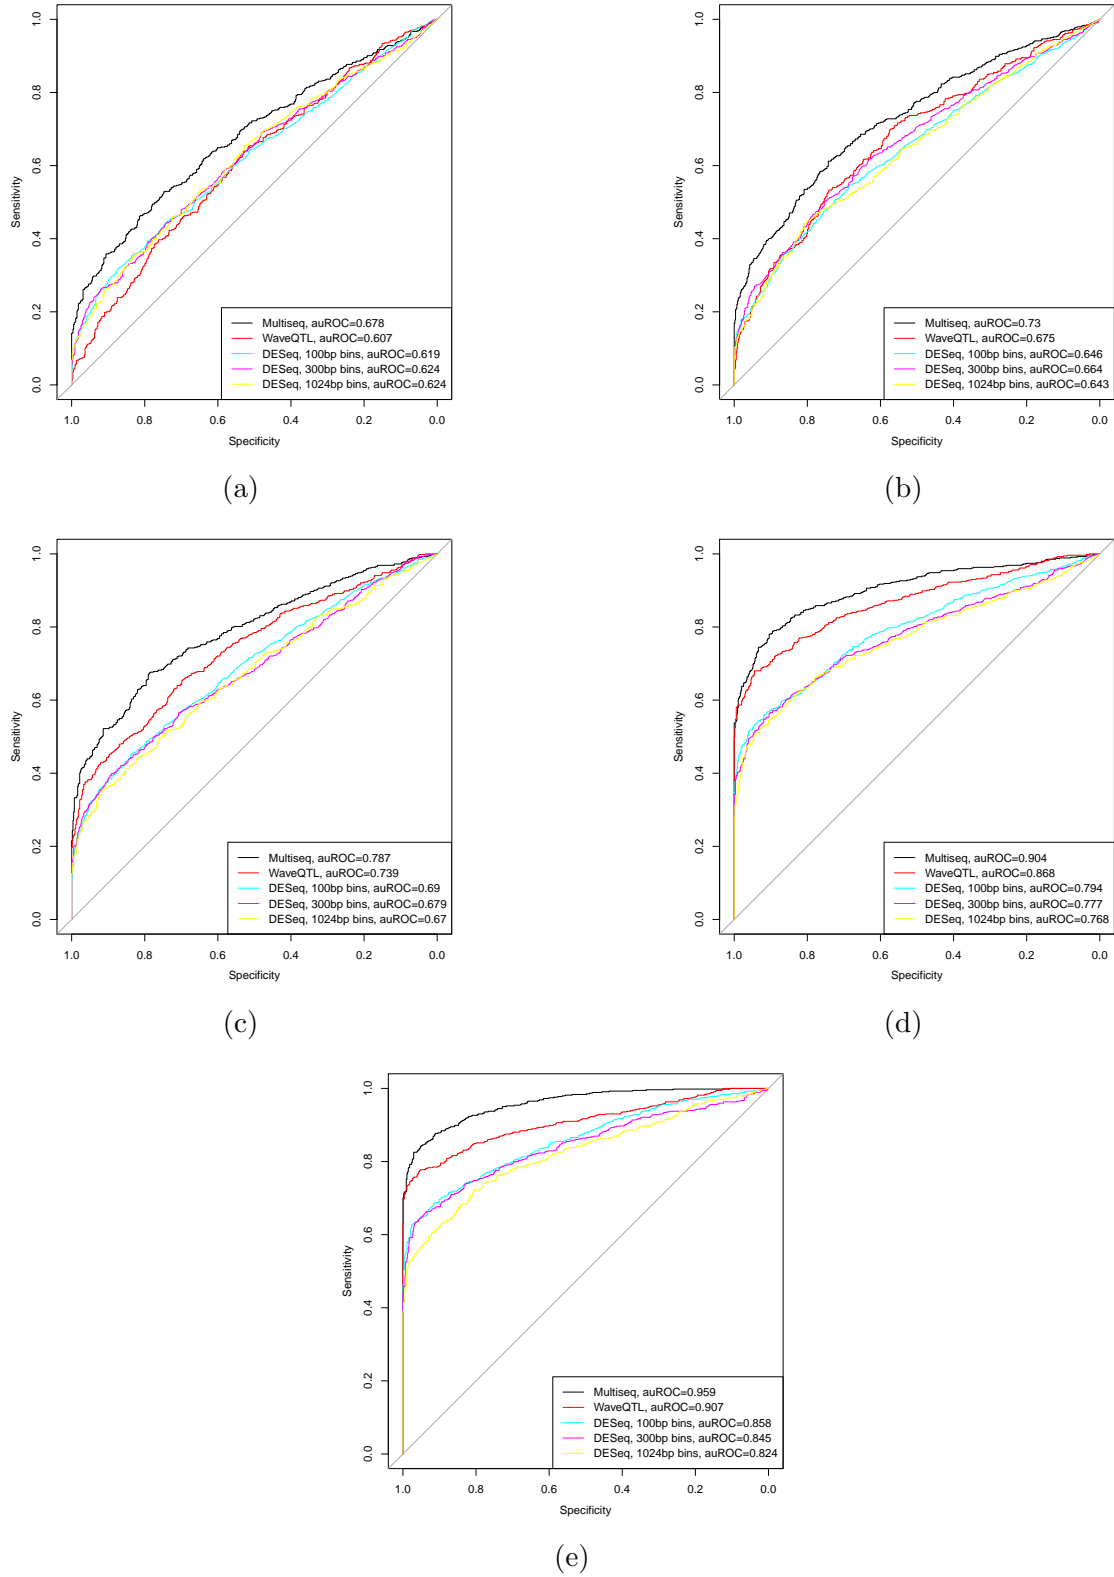 1.0
0.8
0.6
0.4
0.2
0.0
Sensitivity
Multiseq, auROC=0.678
WaveQTL, auROC=0.607
DESeq, 100bp bins, auROC=0.619
DESeq, 300bp bins, auROC=0.624
DESeq, 1024bp bins, auROC=0.624
1.0 0.8 0.6 0.4 0.2 0.0
Specificity
(a)
1.0
0.8
0.6
0.4
0.2
0.0
Sensitivity
Multiseq, auROC=0.73
WaveQTL, auROC=0.675
DESeq, 100bp bins, auROC=0.646
DESeq, 300bp bins, auROC=0.664
DESeq, 1024bp bins, auROC=0.643
1.0 0.8 0.6 0.4 0.2 0.0
Specificity
(b)
1.0
0.8
0.6
0.4
0.2
0.0
Sensitivity
Multiseq, auROC=0.787
WaveQTL, auROC=0.739
DESeq, 100bp bins, auROC=0.69
DESeq, 300bp bins, auROC=0.679
DESeq, 1024bp bins, auROC=0.67
1.0 0.8 0.6 0.4 0.2 0.0
Specificity
(c)
1.0
0.8
0.6
0.4
0.2
0.0
Sensitivity
Multiseq, auROC=0.904
WaveQTL, auROC=0.868
DESeq, 100bp bins, auROC=0.794
DESeq, 300bp bins, auROC=0.777
DESeq, 1024bp bins, auROC=0.768
1.0 0.8 0.6 0.4 0.2 0.0
Specificity
(d)
1.0
0.8
0.6
0.4
0.2
0.0
Sensitivity
Multiseq, auROC=0.959
WaveQTL, auROC=0.907
DESeq, 100bp bins, auROC=0.858
DESeq, 300bp bins, auROC=0.845
DESeq, 1024bp bins, auROC=0.824
1.0 0.8 0.6 0.4 0.2 0.0
Specificity
(e)